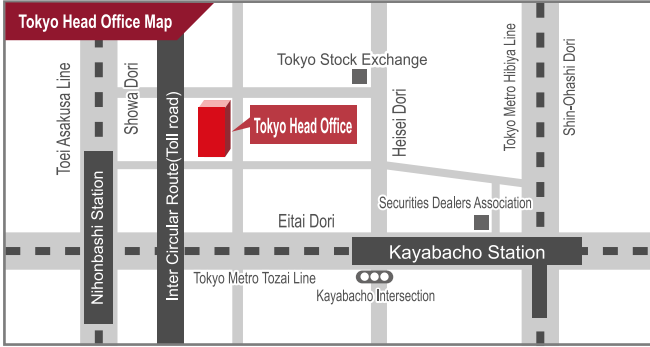 Tokyo Head Office Map
Toei Asakusa Line
Showa Dori
Inter Circular Route(Toll road)
Tokyo Stock Exchange
Tokyo Head Office
Heisei Dori
Tokyo Metro Hibiya Line
Shin-Ohashi Dori
Nihonbashi Station
Securities Dealers Association
Eitai Dori
Kayabacho Station
Tokyo Metro Tozai Line
Kayabacho Intersection